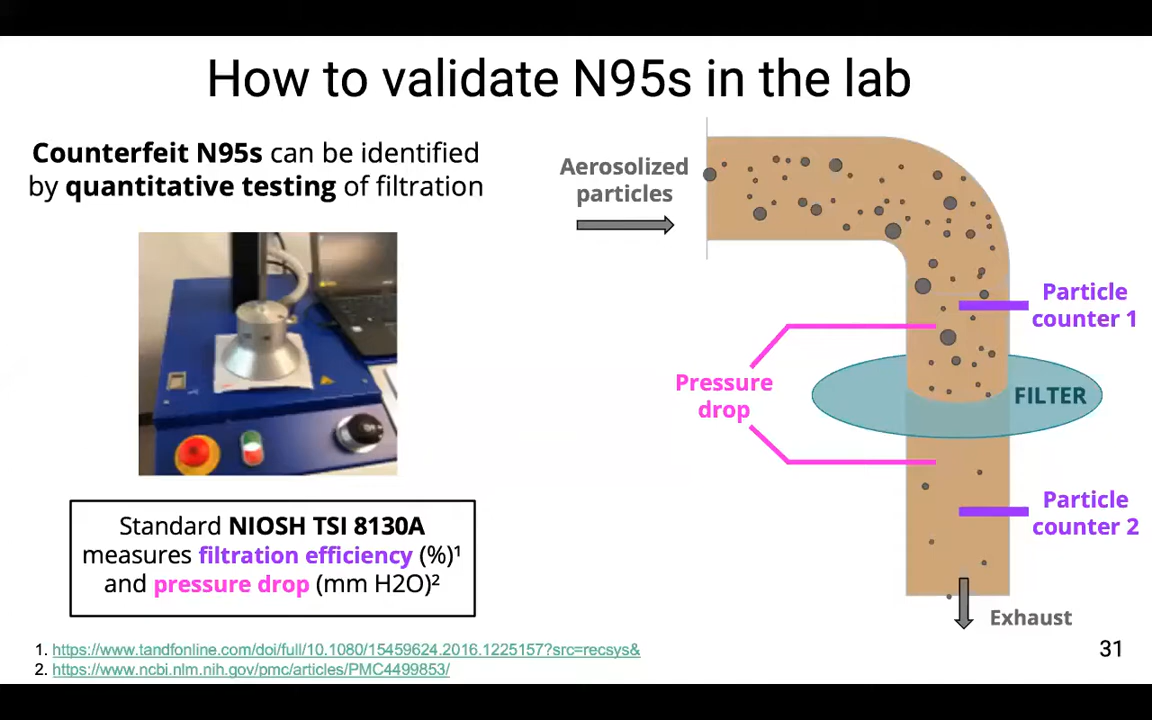 How to validate N95s in the lab
Counterfeit N95s can be identified
by quantitative testing of filtration
Aerosolized
particles
Particle
counter 1
Pressure
drop
FILTER
Particle
counter 2
Exhaust
Standard NIOSH TSI 8130A
measures filtration efficiency (%)¹
and pressure drop (mm H2O)²
1. https://www.tandfonline.com/doi/full/10.1080/15459624.2016.1225157?src=recsys&
2. https://www.ncbi.nlm.nih.gov/pmc/articles/PMC4499853/
31